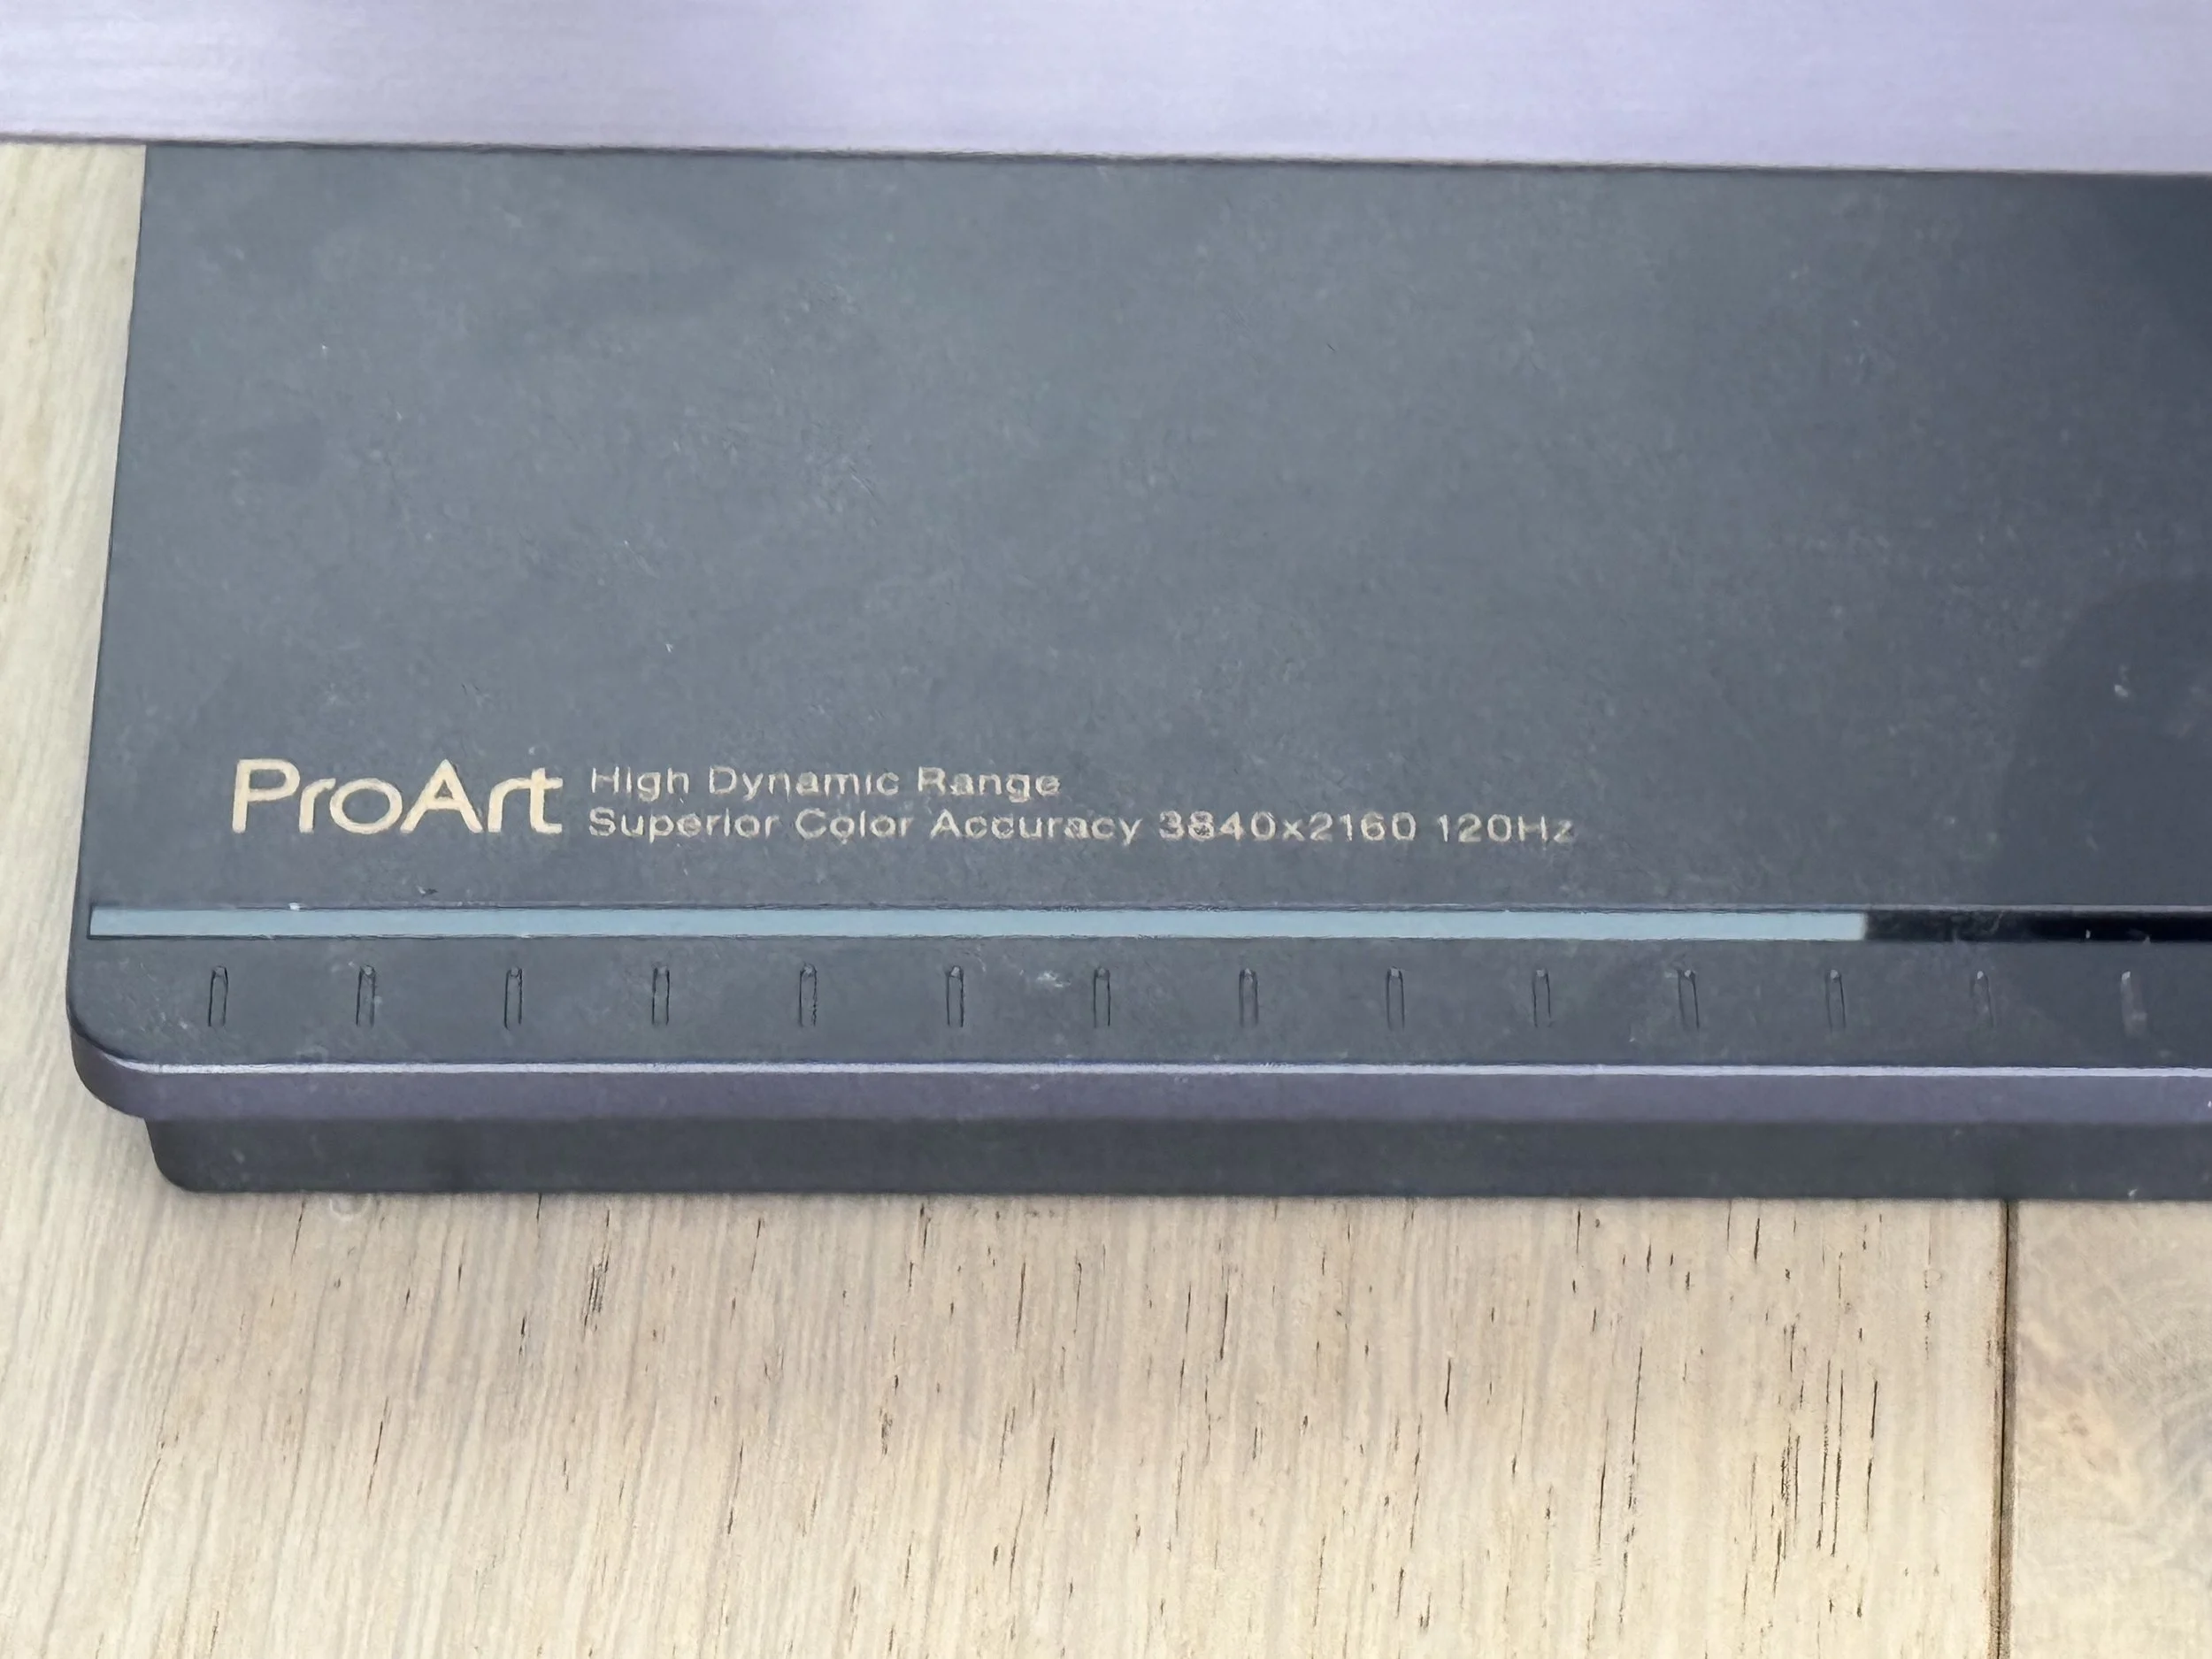 ProArt
High Dynamic Range
Superior Color Accuracy 3840x2160 120Hz